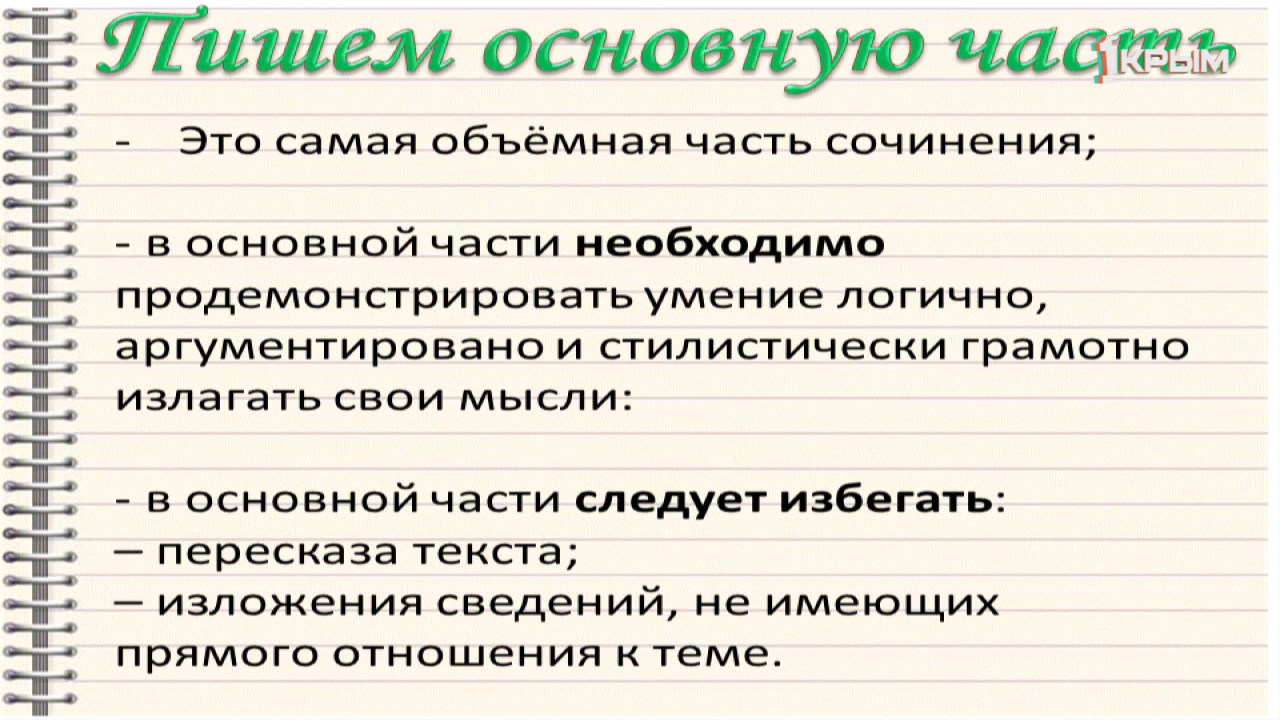 Пишем основную часть
1КРЫМ
- Это самая объёмная часть сочинения;
- в основной части необходимо
продемонстрировать умение логично,
аргументировано и стилистически грамотно
излагать свои мысли:
- в основной части следует избегать:
– пересказа текста;
– изложения сведений, не имеющих
прямого отношения к теме.